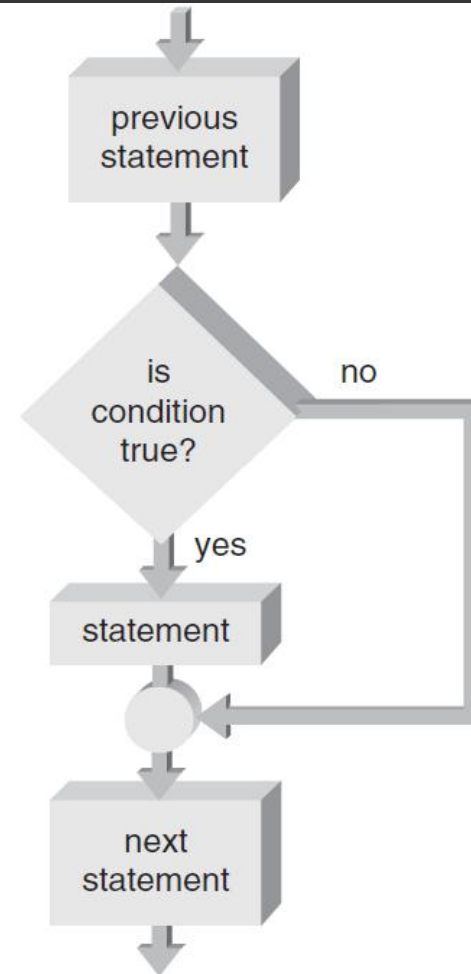 previous
statement
is
condition
true?
no
yes
statement
next
statement